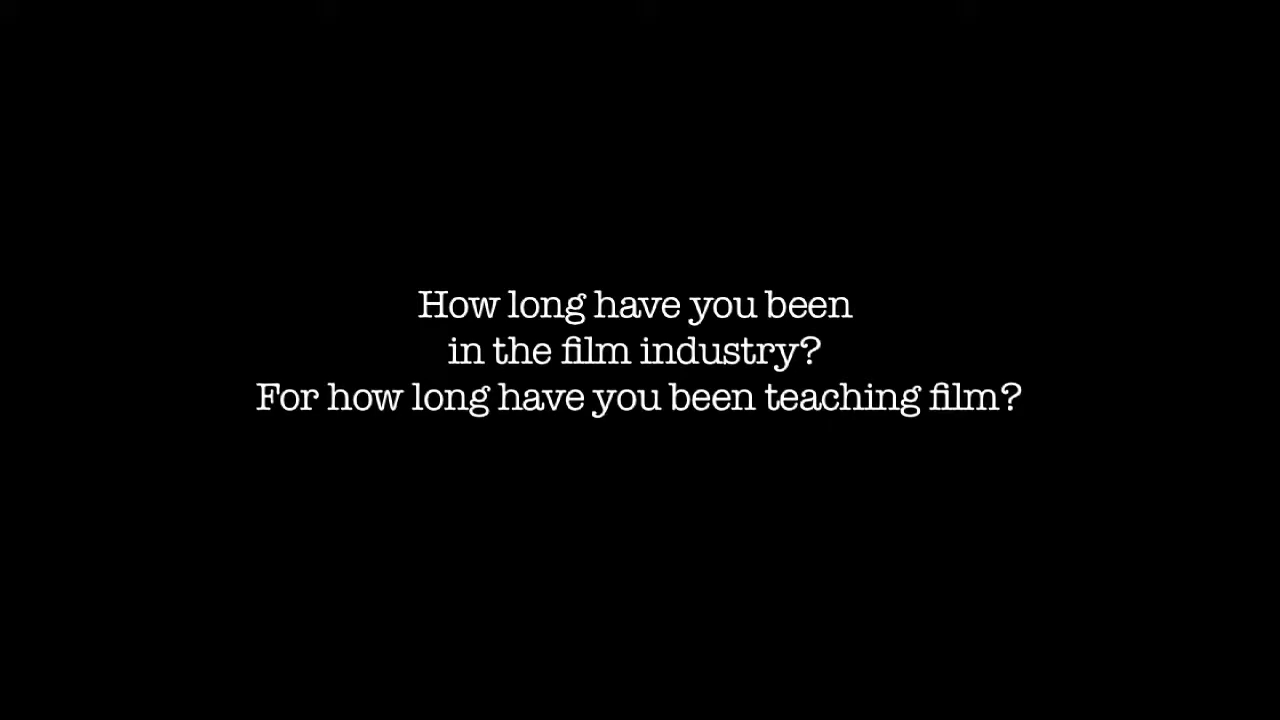 How long have you been
in the film industry?
For how long have you been teaching film?